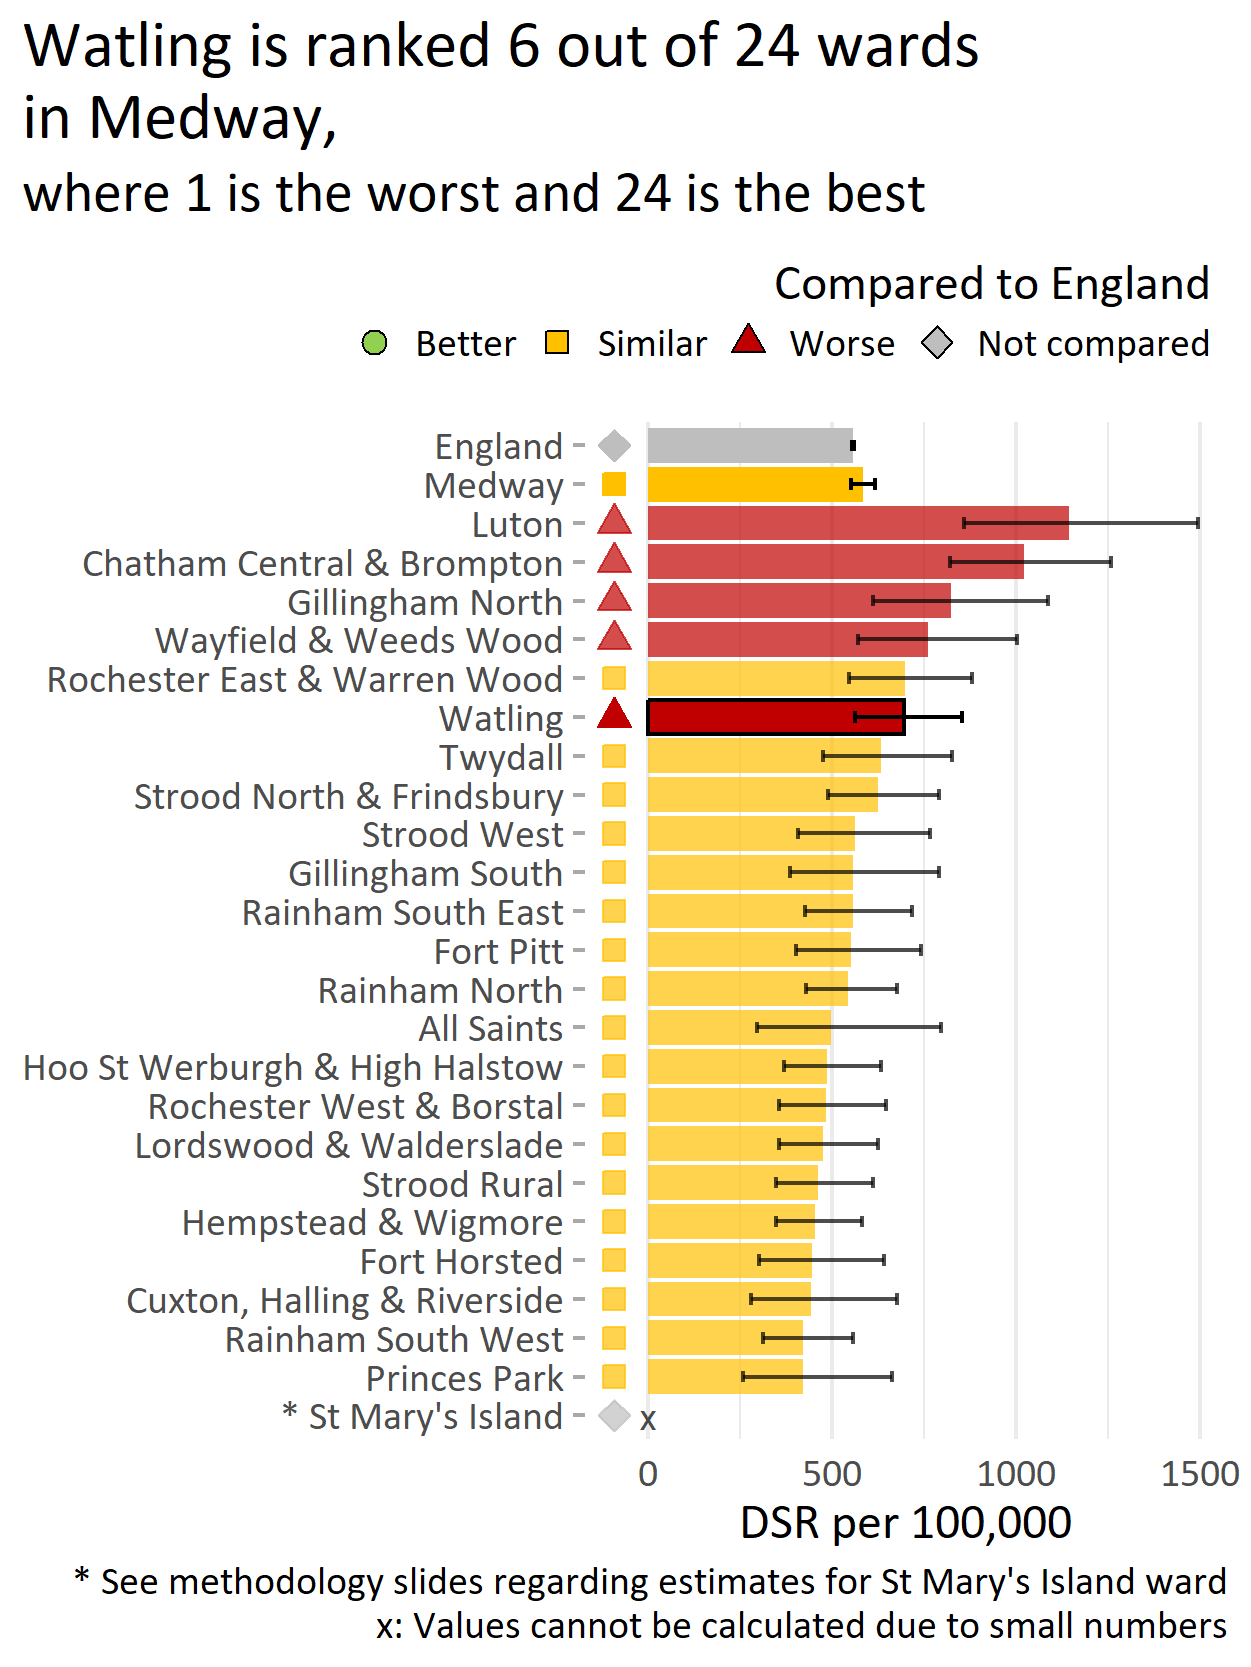 Watling is ranked 6 out of 24 wards
in Medway,
where 1 is the worst and 24 is the best
Compared to England
Better Similar Worse Not compared
England
Medway
Luton
Chatham Central & Brompton
Gillingham North
Wayfield & Weeds Wood
Rochester East & Warren Wood
Watling
Twydall
Strood North & Frindsbury
Strood West
Gillingham South
Rainham South East
Fort Pitt
Rainham North
All Saints
Hoo St Werburgh & High Halstow
Rochester West & Borstal
Lordswood & Walderslade
Strood Rural
Hempstead & Wigmore
Fort Horsted
Cuxton, Halling & Riverside
Rainham South West
Princes Park
* St Mary's Island x
0 500 1000 1500
DSR per 100,000
* See methodology slides regarding estimates for St Mary's Island ward
x: Values cannot be calculated due to small numbers